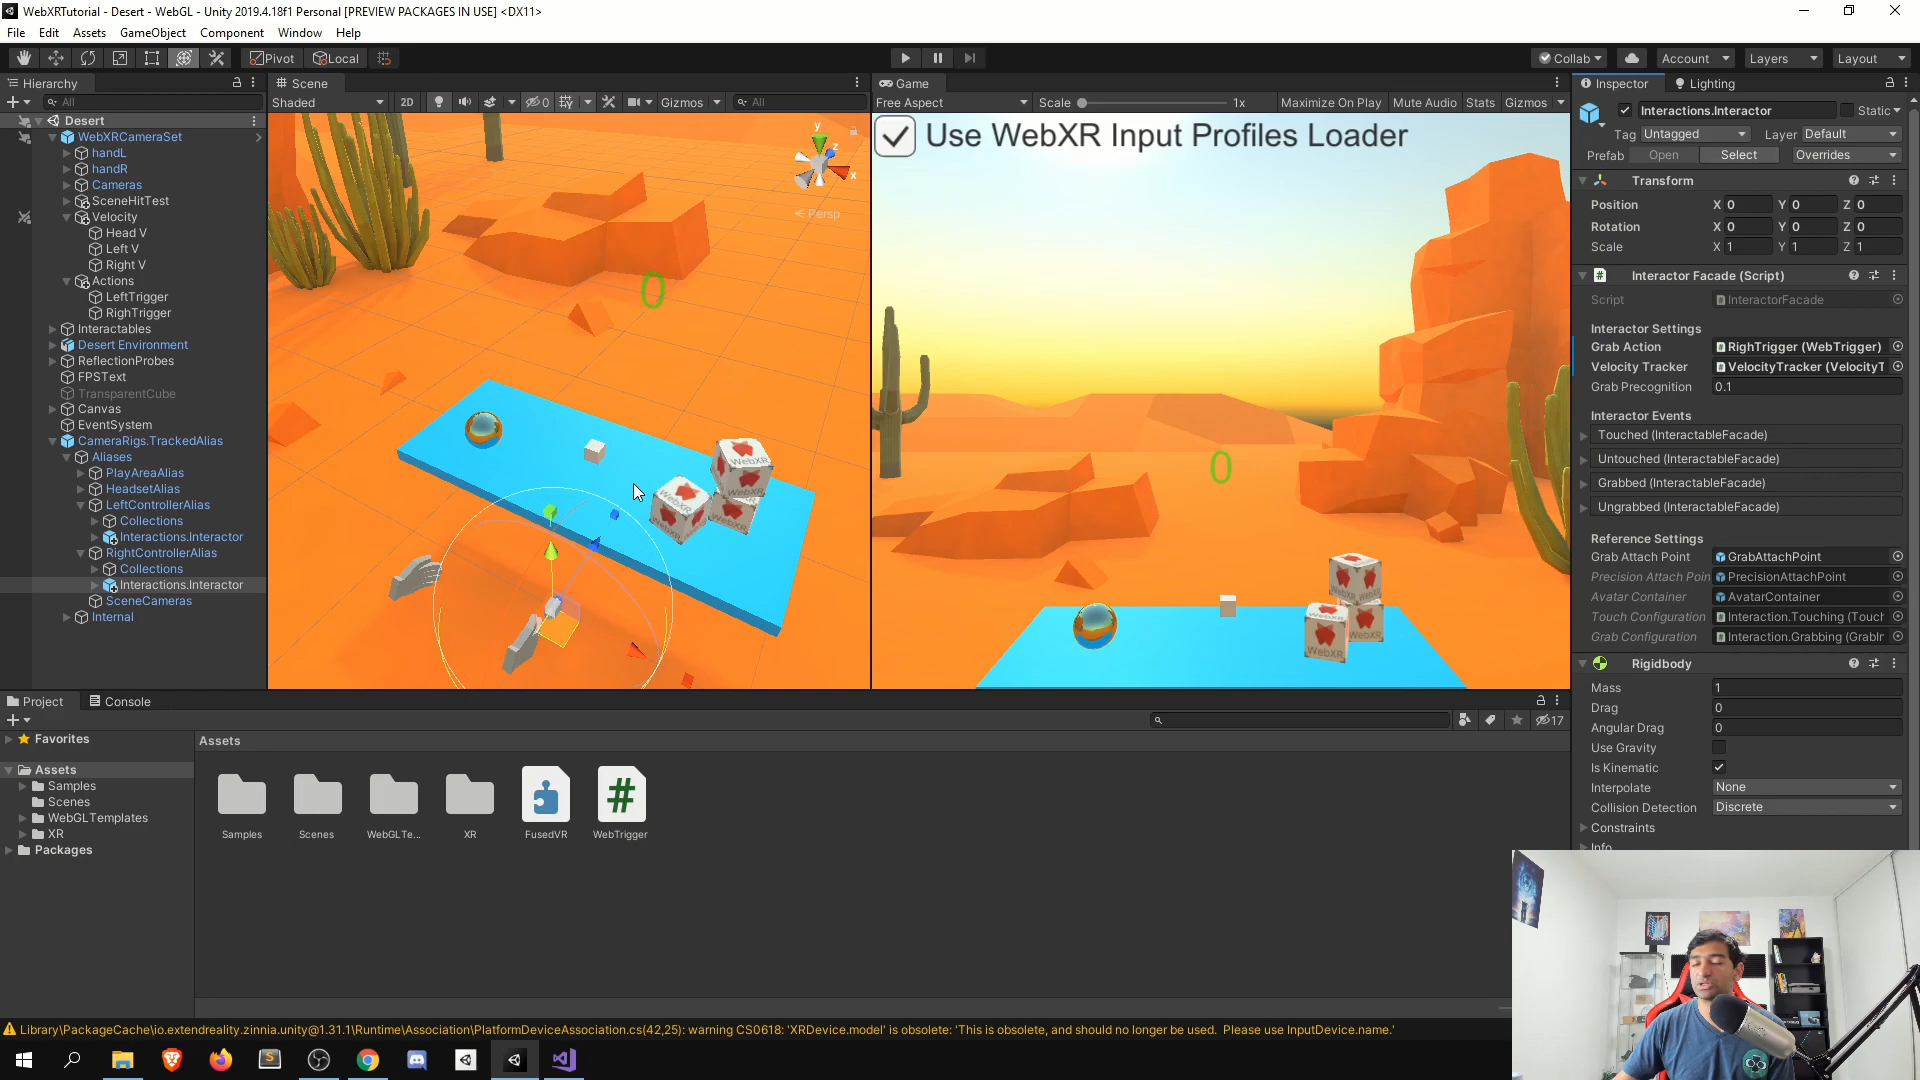 WebXRTutorial - Desert - WebGL - Unity 2019.4.18f1 Personal [PREVIEW PACKAGES IN USE] <DX11>
File Edit Assets GameObject Component Window Help
Pivot Local Collab Account Layers Layout
Hierarchy
All
Desert
WebXRCameraSet
handL
handR
Cameras
SceneHitTest
Velocity
Head V
Left V
Right V
Actions
LeftTrigger
RighTrigger
Interactables
Desert Environment
ReflectionProbes
FPSText
TransparentCube
Canvas
EventSystem
CameraRigs.TrackedAlias
Aliases
PlayAreaAlias
HeadsetAlias
LeftControllerAlias
Collections
Interactions.Interactor
RightControllerAlias
Collections
Interactions.Interactor
SceneCameras
Internal
Scene
Shaded 2D 0 Gizmos All
y
z
x
Persp
0
WebXR
WebXR
WebXR
Game
Free Aspect Scale 1x Maximize On Play Mute Audio Stats Gizmos
Use WebXR Input Profiles Loader
0
WebXR
WebXR
WebXR
Inspector Lighting
Interactions.Interactor Static
Tag Untagged Layer Default
Prefab Open Select Overrides
Transform
Position X 0 Y 0 Z 0
Rotation X 0 Y 0 Z 0
Scale X 1 Y 1 Z 1
# Interactor Facade (Script)
Script InteractorFacade
Interactor Settings
Grab Action RighTrigger (WebTrigger)
Velocity Tracker VelocityTracker (VelocityT
Grab Precognition 0.1
Interactor Events
Touched (InteractableFacade)
Untouched (InteractableFacade)
Grabbed (InteractableFacade)
Ungrabbed (InteractableFacade)
Reference Settings
Grab Attach Point GrabAttachPoint
Precision Attach Poin PrecisionAttachPoint
Avatar Container AvatarContainer
Touch Configuration Interaction.Touching (Touch
Grab Configuration Interaction.Grabbing (GrabIr
Rigidbody
Mass 1
Drag 0
Angular Drag 0
Use Gravity
Is Kinematic
Interpolate None
Collision Detection Discrete
Constraints
Info
Project Console
17
Favorites
Assets
Samples
Scenes
WebGLTemplates
XR
Packages
Assets
Samples Scenes WebGLTe... XR FusedVR WebTrigger
Library\PackageCache\io.extendreality.zinnia.unity@1.31.1\Runtime\Association\PlatformDeviceAssociation.cs(42,25): warning CS0618: 'XRDevice.model' is obsolete: 'This is obsolete, and should no longer be used. Please use InputDevice.name.'